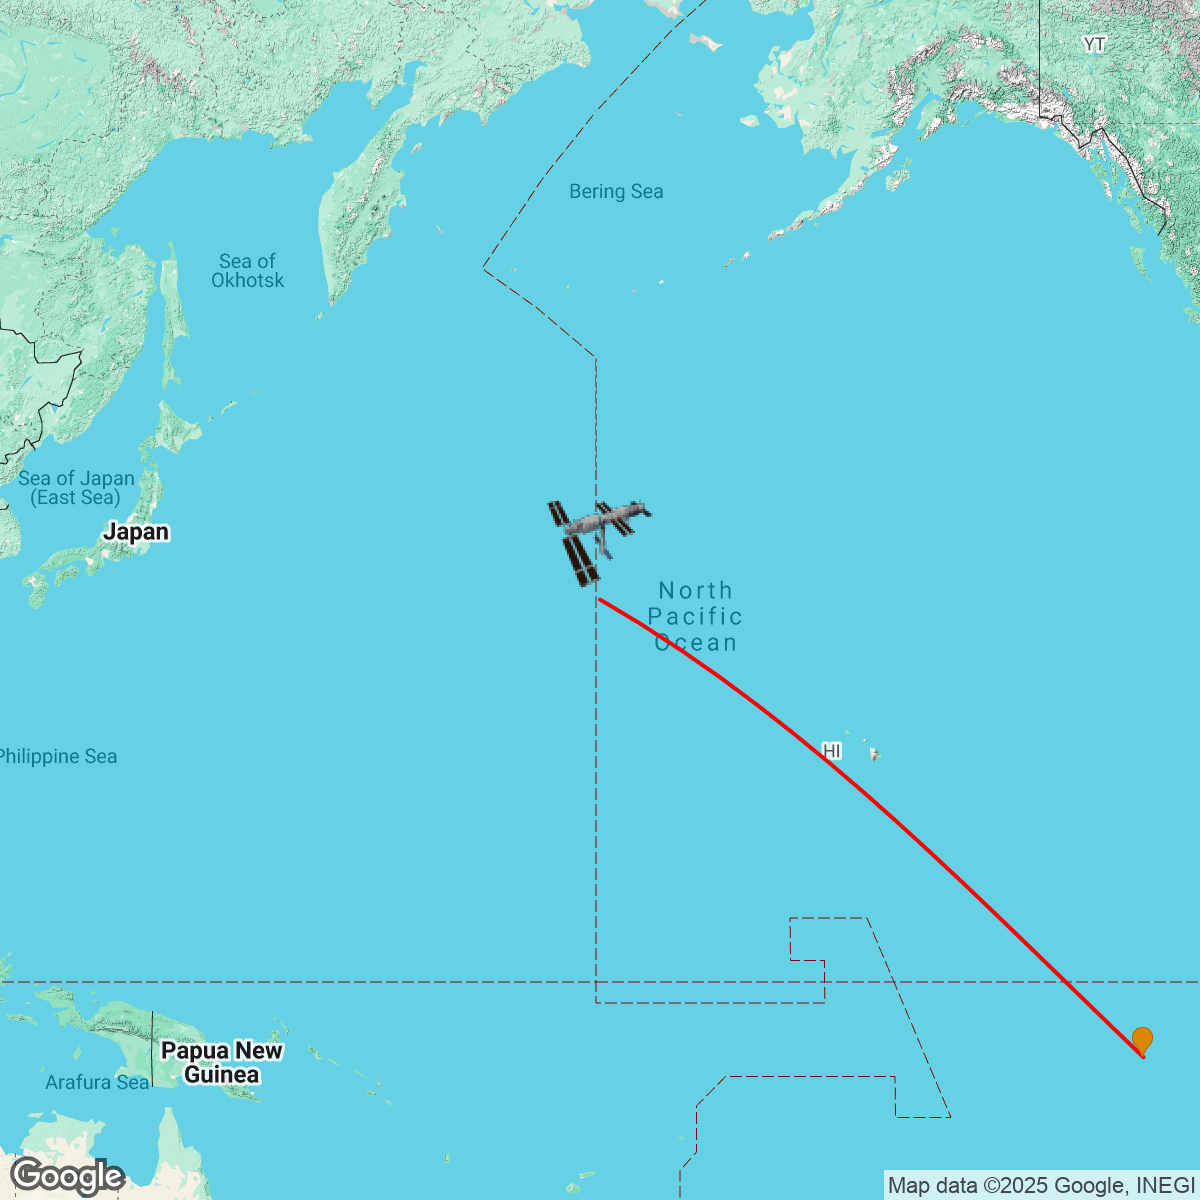 YT
Bering Sea
Sea of
Okhotsk
Sea of Japan
(East Sea)
Japan
North
Pacific
Ocean
HI
Philippine Sea
Papua New
Guinea
Arafura Sea
Google
Map data ©2025 Google, INEGI